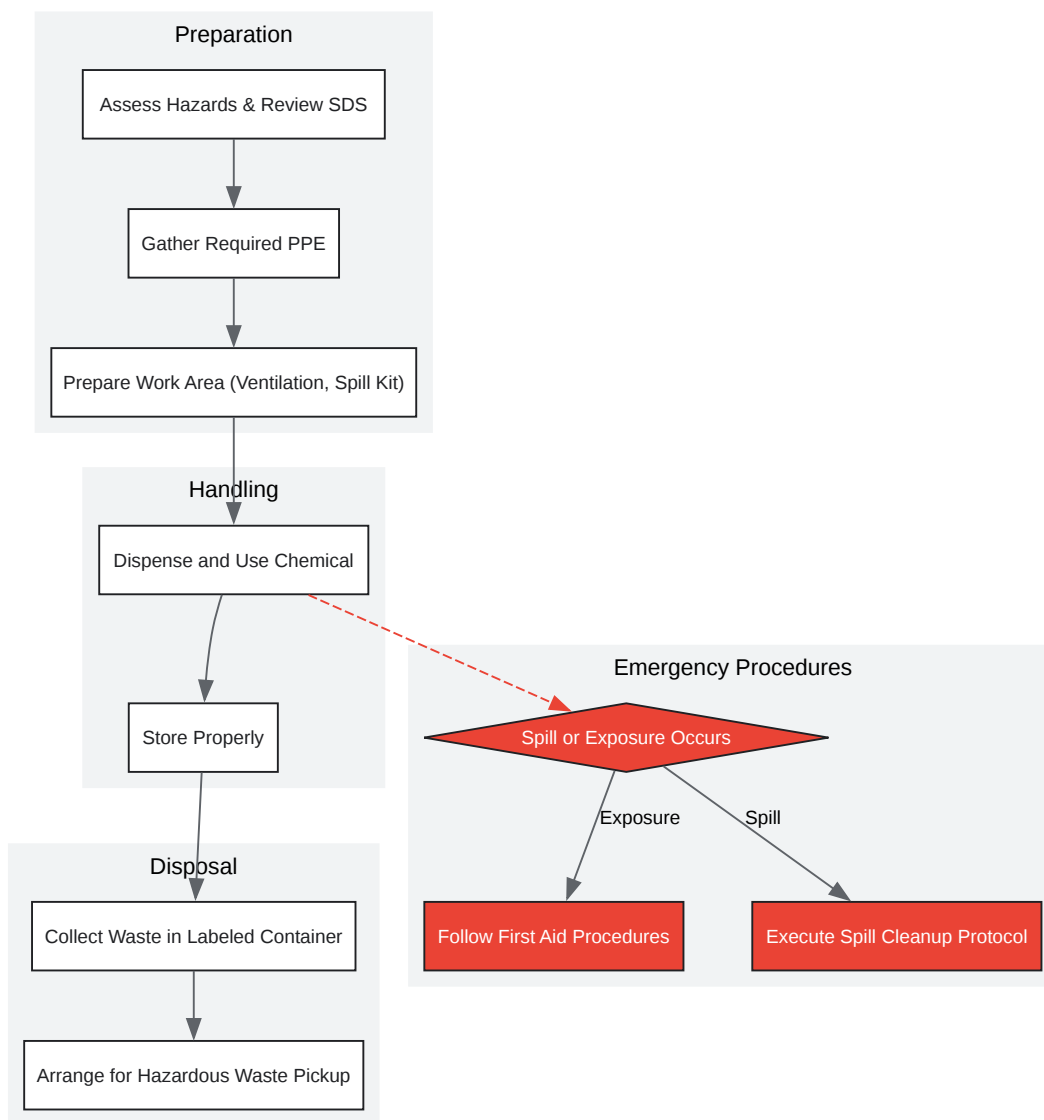 Preparation
Assess Hazards & Review SDS
Gather Required PPE
Prepare Work Area (Ventilation, Spill Kit)
Handling
Dispense and Use Chemical
Store Properly
Emergency Procedures
Spill or Exposure Occurs
Exposure
Spill
Follow First Aid Procedures
Execute Spill Cleanup Protocol
Disposal
Collect Waste in Labeled Container
Arrange for Hazardous Waste Pickup